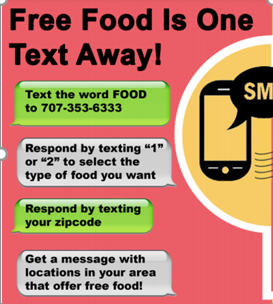 Free Food Is One
Text Away!
SM
Text the word FOOD
to 707-353-6333
Respond by texting “1”
or “2” to select the
type of food you want
Respond by texting
your zipcode
Get a message with
locations in your area
that offer free food!